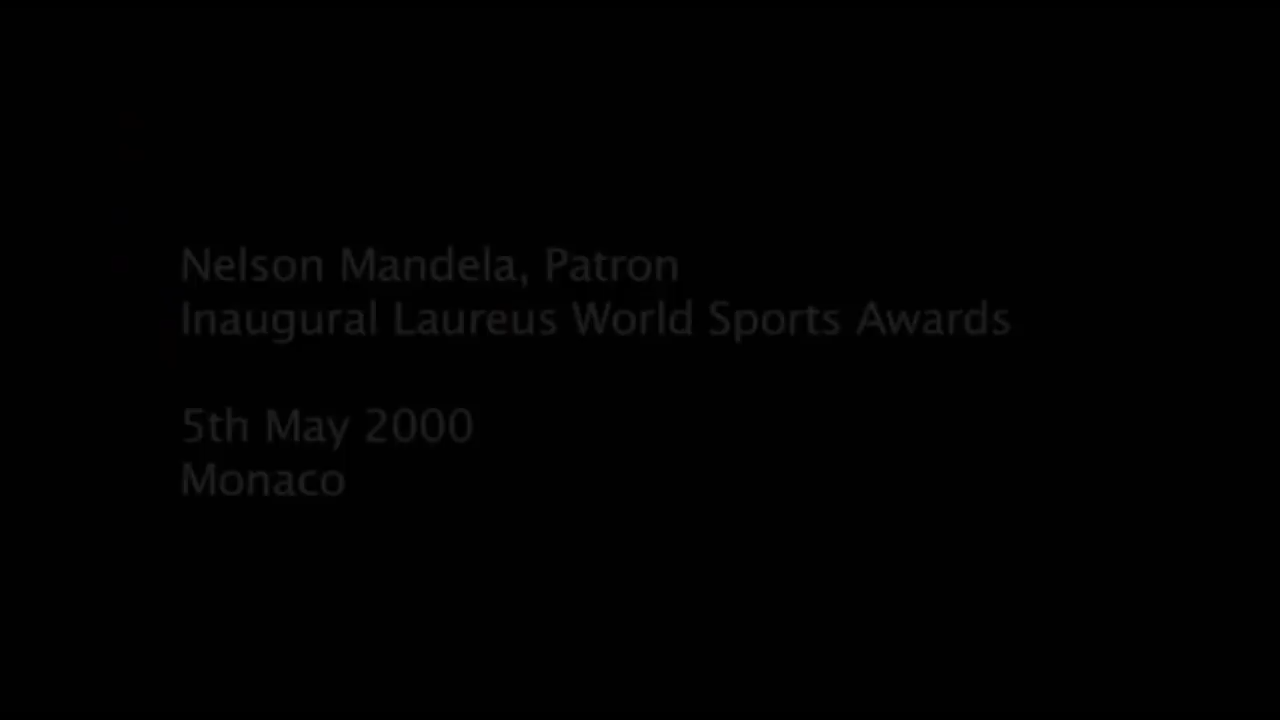 Nelson Mandela, Patron
Inaugural Laureus World Sports Awards
5th May 2000
Monaco